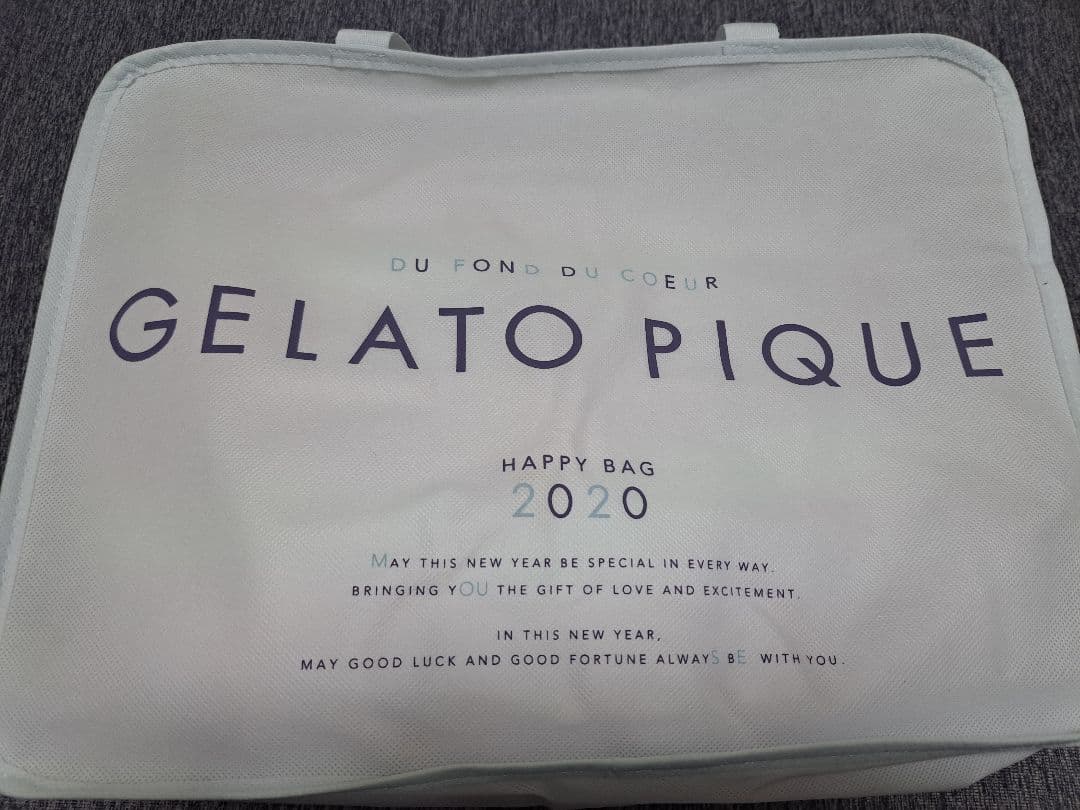 DU FOND DU COEUR
GELATO PIQUE
HAPPY BAG
2020
MAY THIS NEW YEAR BE SPECIAL IN EVERY WAY.
BRINGING YOU THE GIFT OF LOVE AND EXCITEMENT.
IN THIS NEW YEAR,
MAY GOOD LUCK AND GOOD FORTUNE ALWAYS BE WITH YOU.